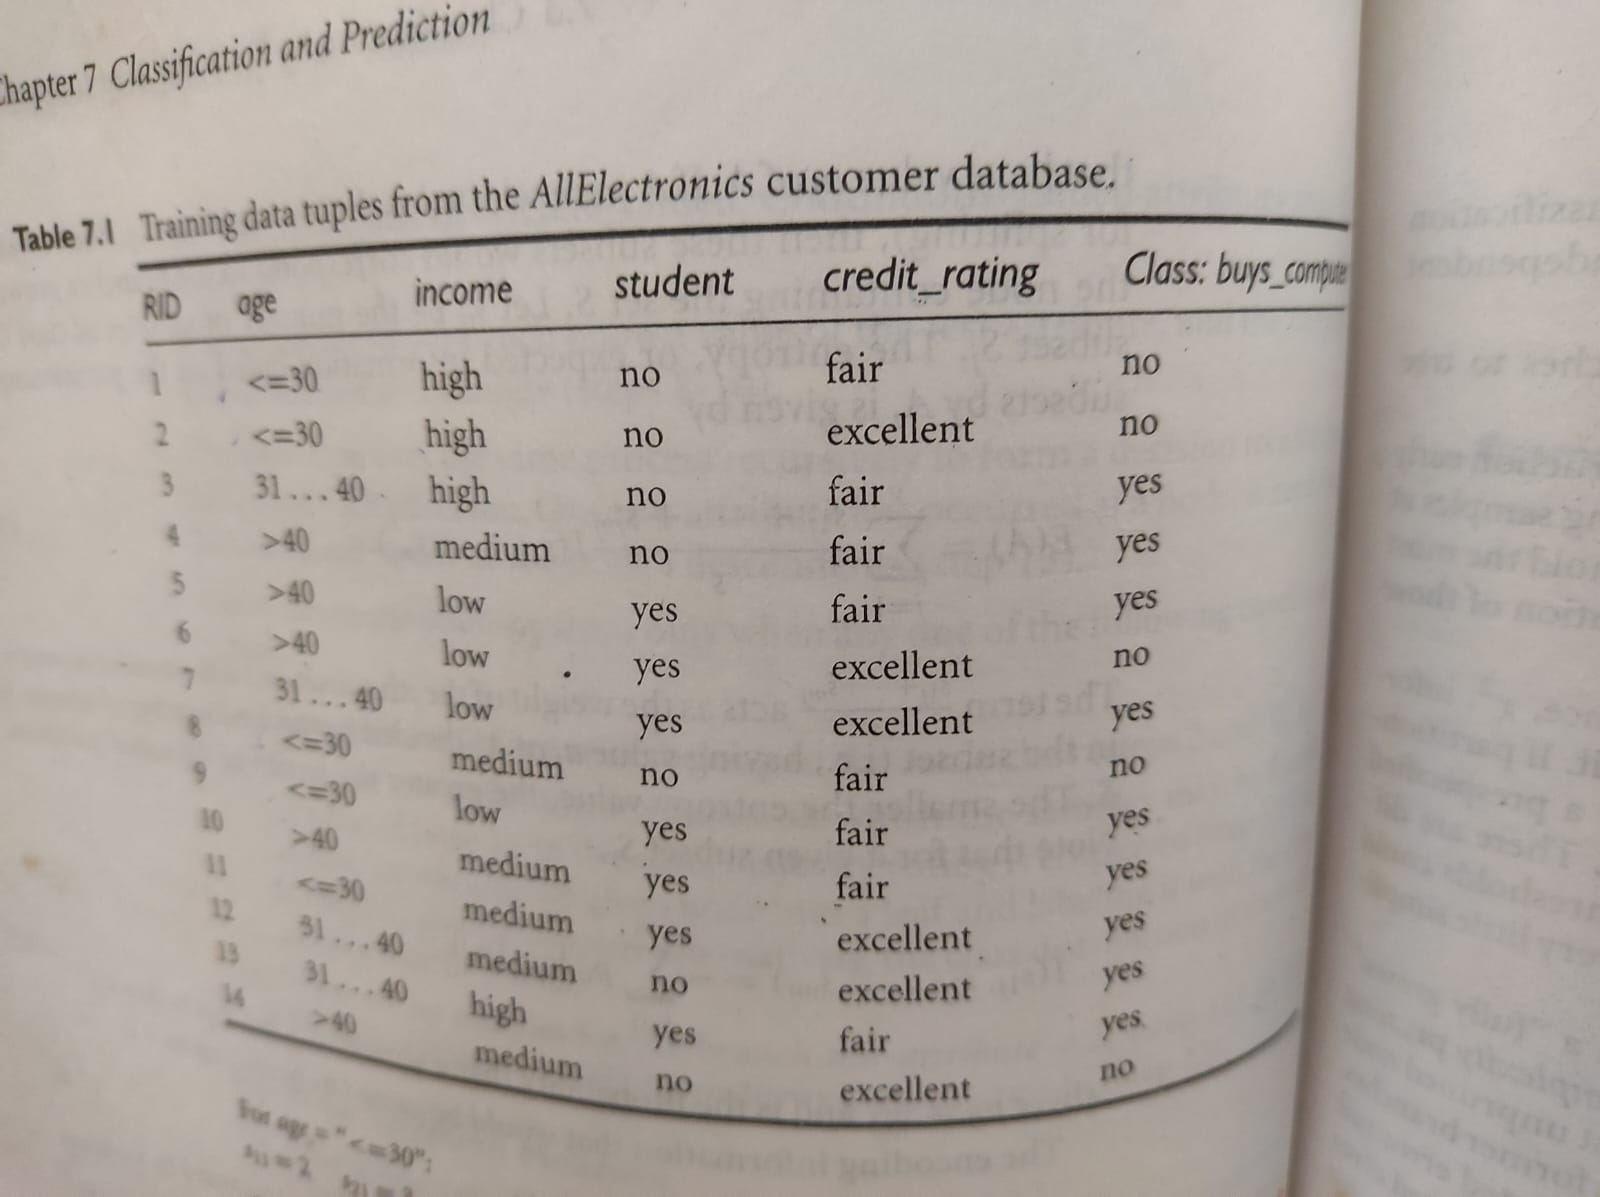 Chapter 7 Classification and Prediction
Table 7.1 Training data tuples from the AllElectronics customer database.
RID age income student credit_rating Class: buys_compute
1 <=30 high no fair no
2 <=30 high no excellent no
3 31...40 high no fair yes
4 >40 medium no fair yes
5 >40 low yes fair yes
6 >40 low yes excellent no
7 31...40 low yes excellent yes
8 <=30 medium no fair no
9 <=30 low yes fair yes
10 >40 medium yes fair yes
11 <=30 medium yes excellent yes
12 31...40 medium no excellent yes
13 31...40 high yes fair yes
14 >40 medium no excellent no
For age = "<=30":
s11 = 2 s21 =